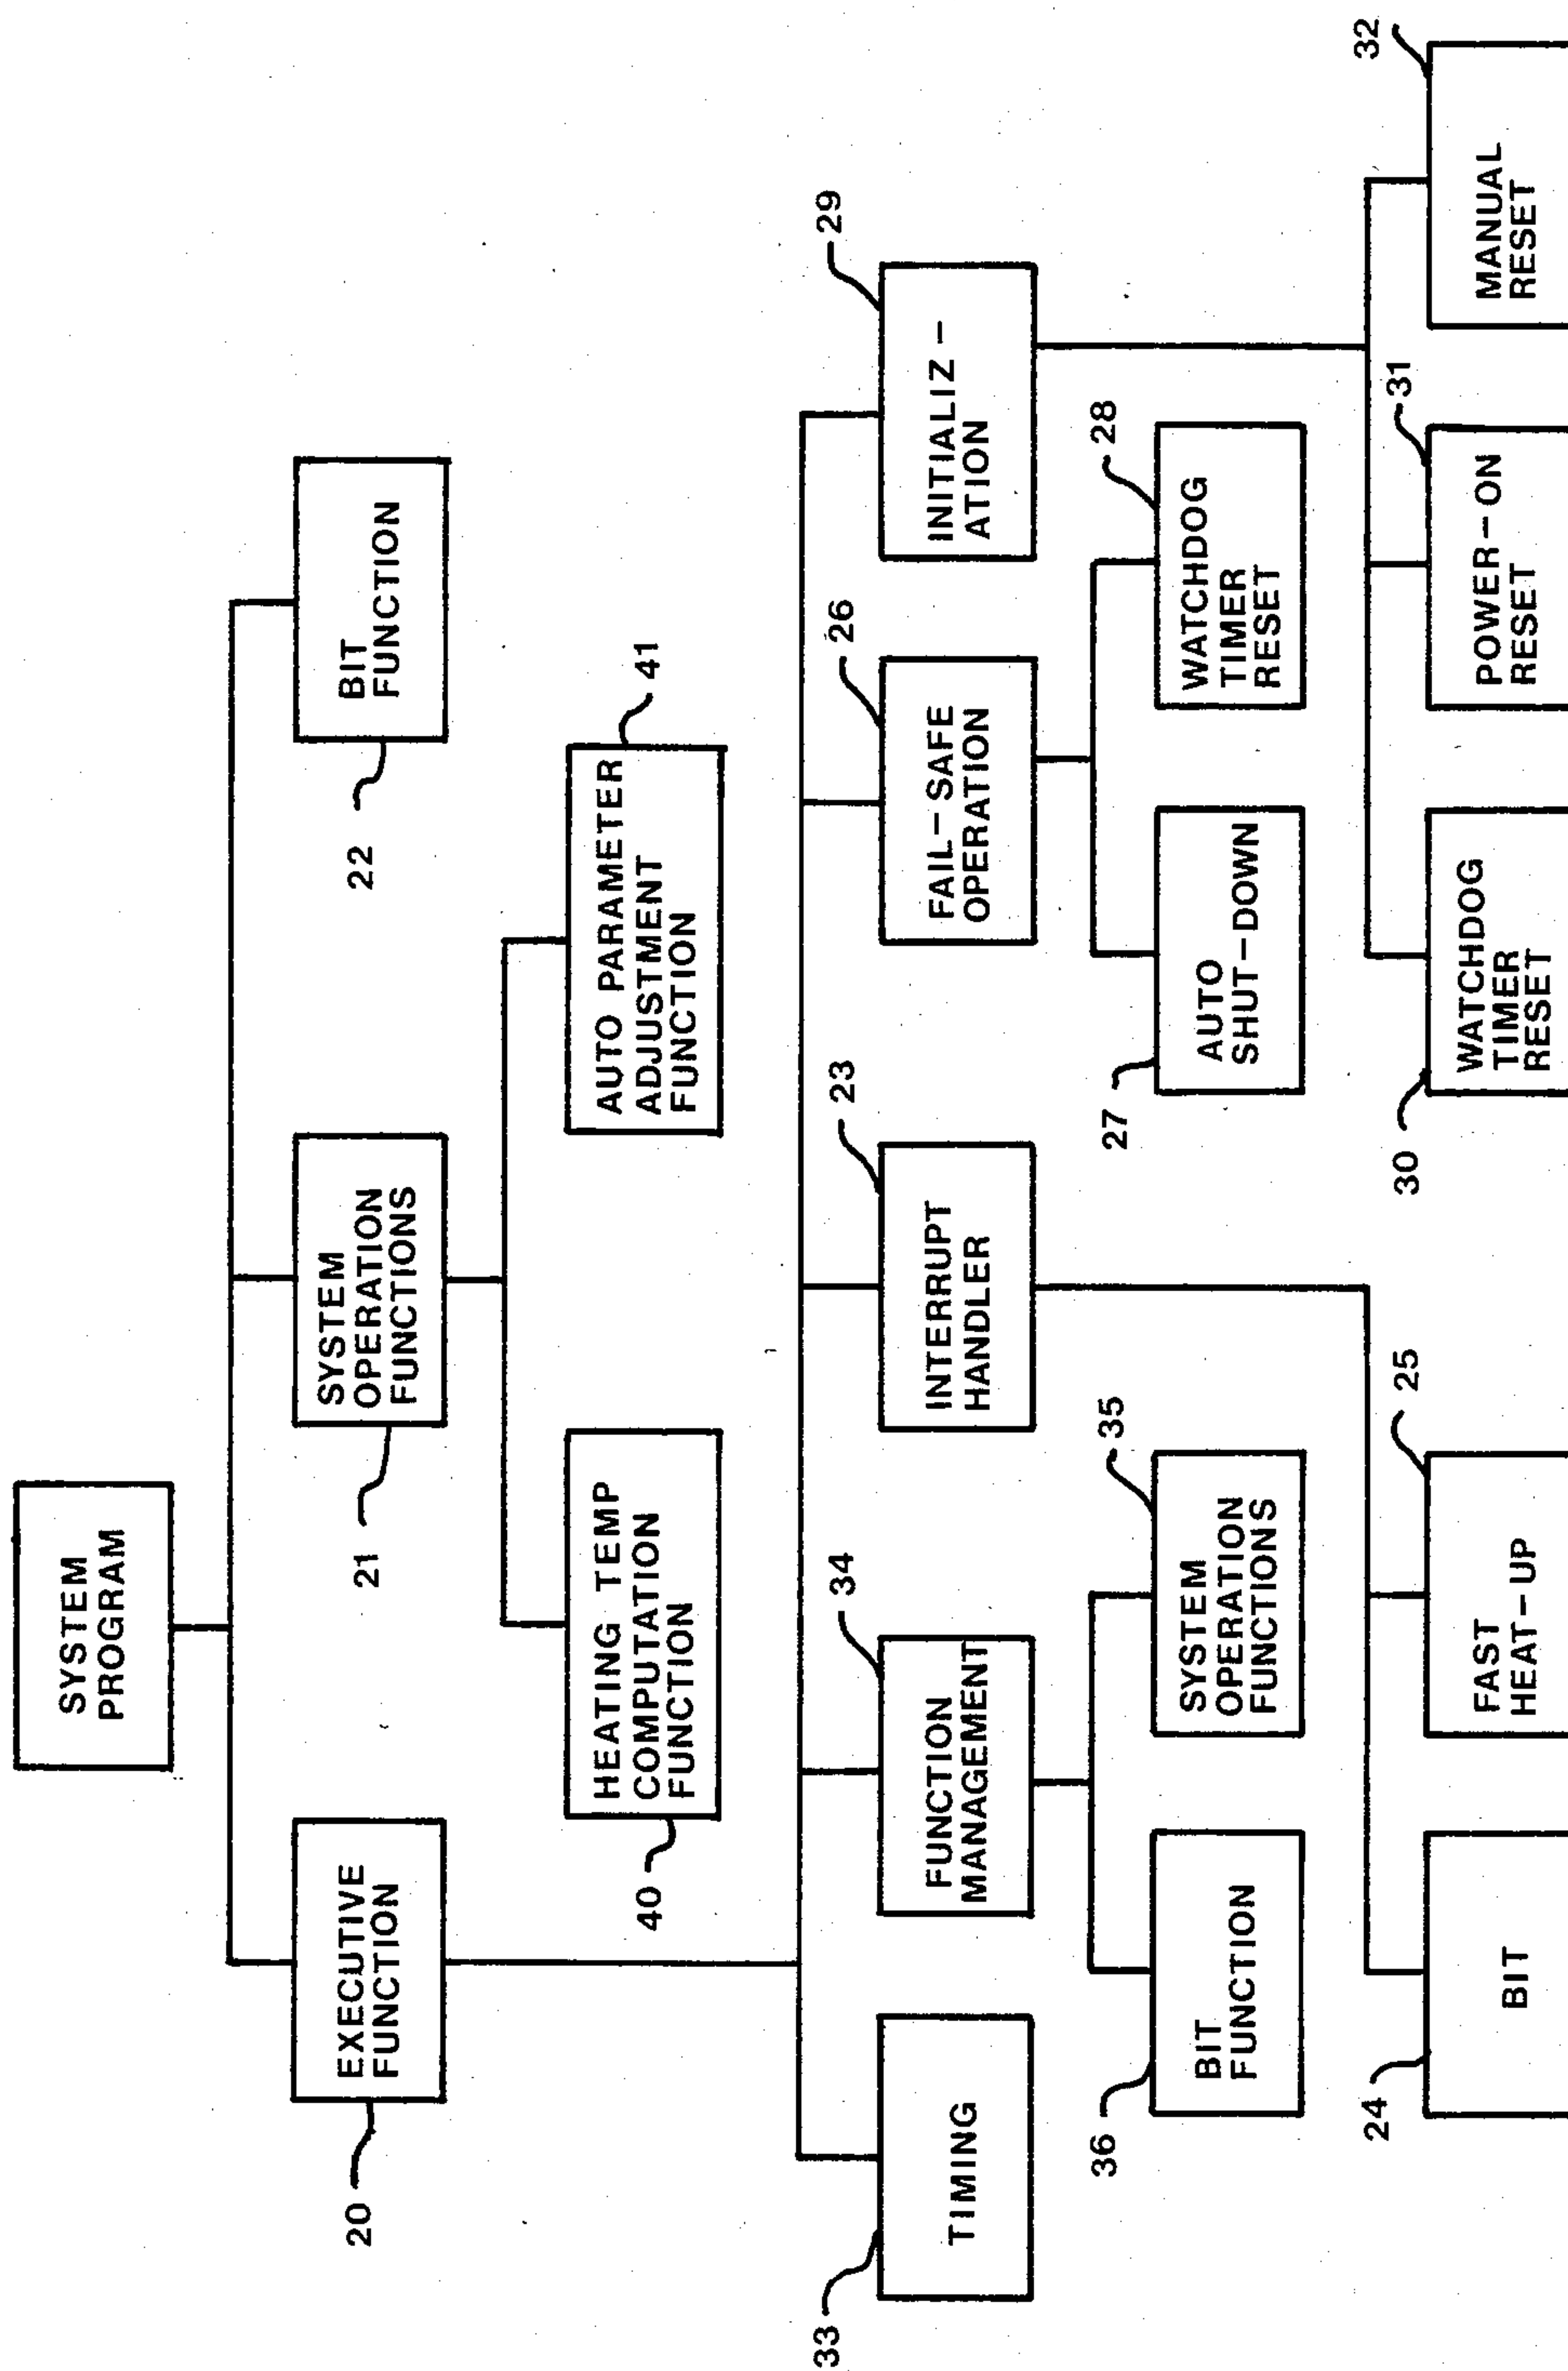 SYSTEM
PROGRAM
EXECUTIVE
FUNCTION
20
SYSTEM
OPERATION
FUNCTIONS
21
BIT
FUNCTION
22
HEATING TEMP
COMPUTATION
FUNCTION
40
AUTO PARAMETER
ADJUSTMENT
FUNCTION
41
TIMING
33
FUNCTION
MANAGEMENT
34
INTERRUPT
HANDLER
23
FAIL-SAFE
OPERATION
26
INITIALIZ-
ATION
29
BIT
FUNCTION
36
SYSTEM
OPERATION
FUNCTIONS
35
AUTO
SHUT-DOWN
27
WATCHDOG
TIMER
RESET
28
BIT
24
FAST
HEAT-UP
25
WATCHDOG
TIMER
RESET
30
POWER-ON
RESET
31
MANUAL
RESET
32